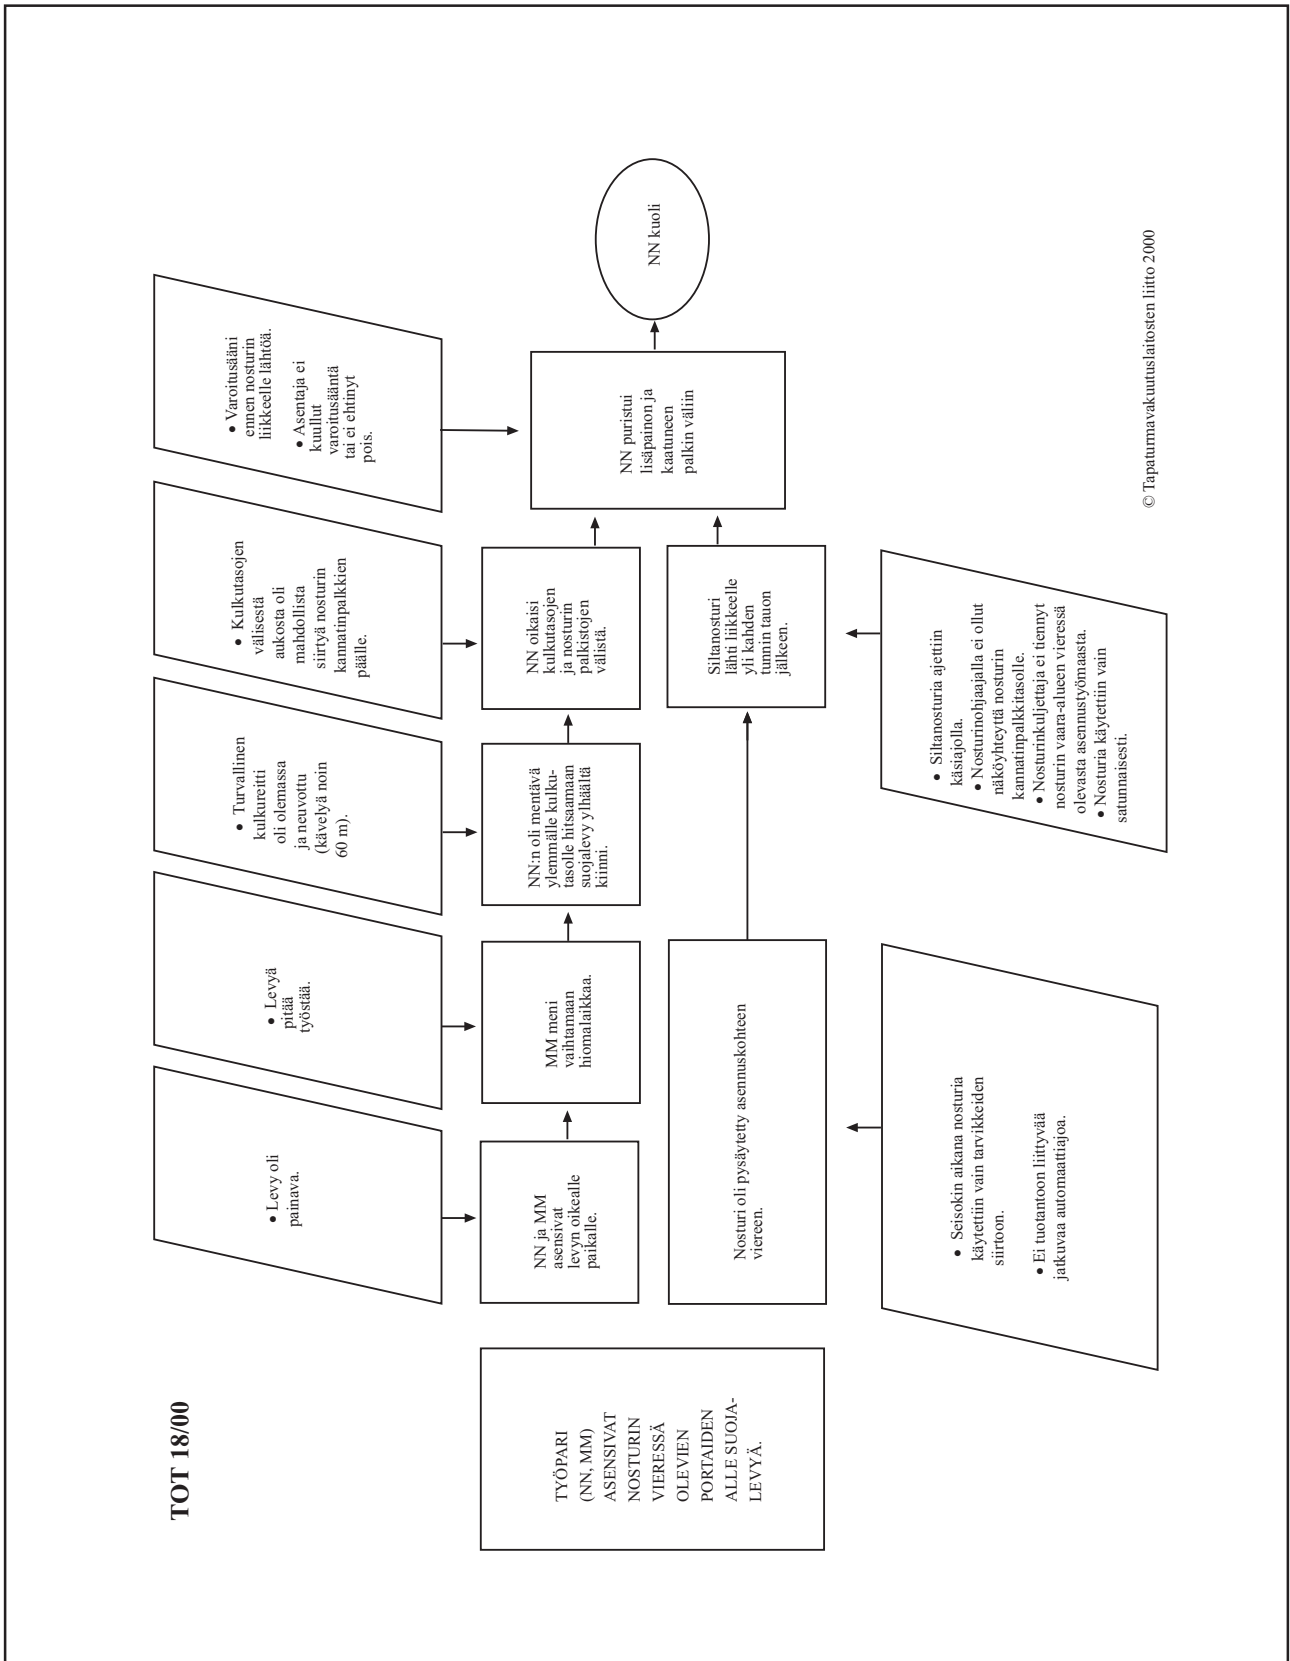 TOT 18/00
TYÖPARI
(NN, MM)
ASENSIVAT
NOSTURIN
VIERESSÄ
OLEVIEN
PORTAIDEN
ALLE SUOJA-
LEVYÄ.
• Levy oli
painava.
• Levyä
pitää
työstää.
• Turvallinen
kulkureitti
oli olemassa
ja neuvottu
(kävelyä noin
60 m).
• Kulkutasojen
välisestä
aukosta oli
mahdollista
siirtyä nosturin
kannatinpalkkien
päälle.
• Varoitusääni
ennen nosturin
liikkeelle lähtöä.
• Asentaja ei
kuullut
varoitusääntä
tai ei ehtinyt
pois.
NN ja MM
asensivat
levyn oikealle
paikalle.
MM meni
vaihtamaan
hiomalaikkaa.
NN:n oli mentävä
ylemmälle kulku-
tasolle hitsaamaan
suojalevy ylhäältä
kiinni.
NN oikaisi
kulkutasojen
ja nosturin
palkistojen
välistä.
NN puristui
lisäpainon ja
kaatuneen
palkin väliin
NN kuoli
Nosturi oli pysäytetty asennuskohteen
viereen.
Siltanosturi
lähti liikkeelle
yli kahden
tunnin tauon
jälkeen.
• Seisokin aikana nosturia
käytettiin vain tarvikkeiden
siirtoon.
• Ei tuotantoon liittyvää
jatkuvaa automaattiajoa.
• Siltanosturia ajettiin
käsiajolla.
• Nosturinohjaajalla ei ollut
näköyhteyttä nosturin
kannatinpalkkitasolle.
• Nosturinkuljettaja ei tiennyt
nosturin vaara-alueen vieressä
olevasta asennustyömaasta.
• Nosturia käytettiin vain
satunnaisesti.
© Tapaturmavakuutuslaitosten liitto 2000